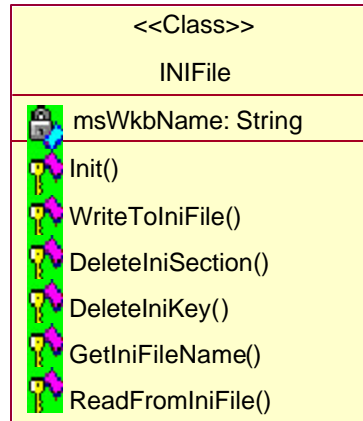 <<Class>>
INIFile
msWkbName: String
Init()
WriteToIniFile()
DeleteIniSection()
DeleteIniKey()
GetIniFileName()
ReadFromIniFile()